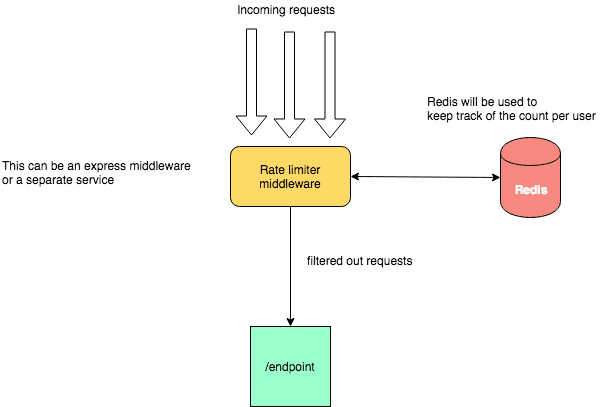 Incoming requests
Redis will be used to
keep track of the count per user
This can be an express middleware
or a separate service
Rate limiter
middleware
Redis
filtered out requests
/endpoint